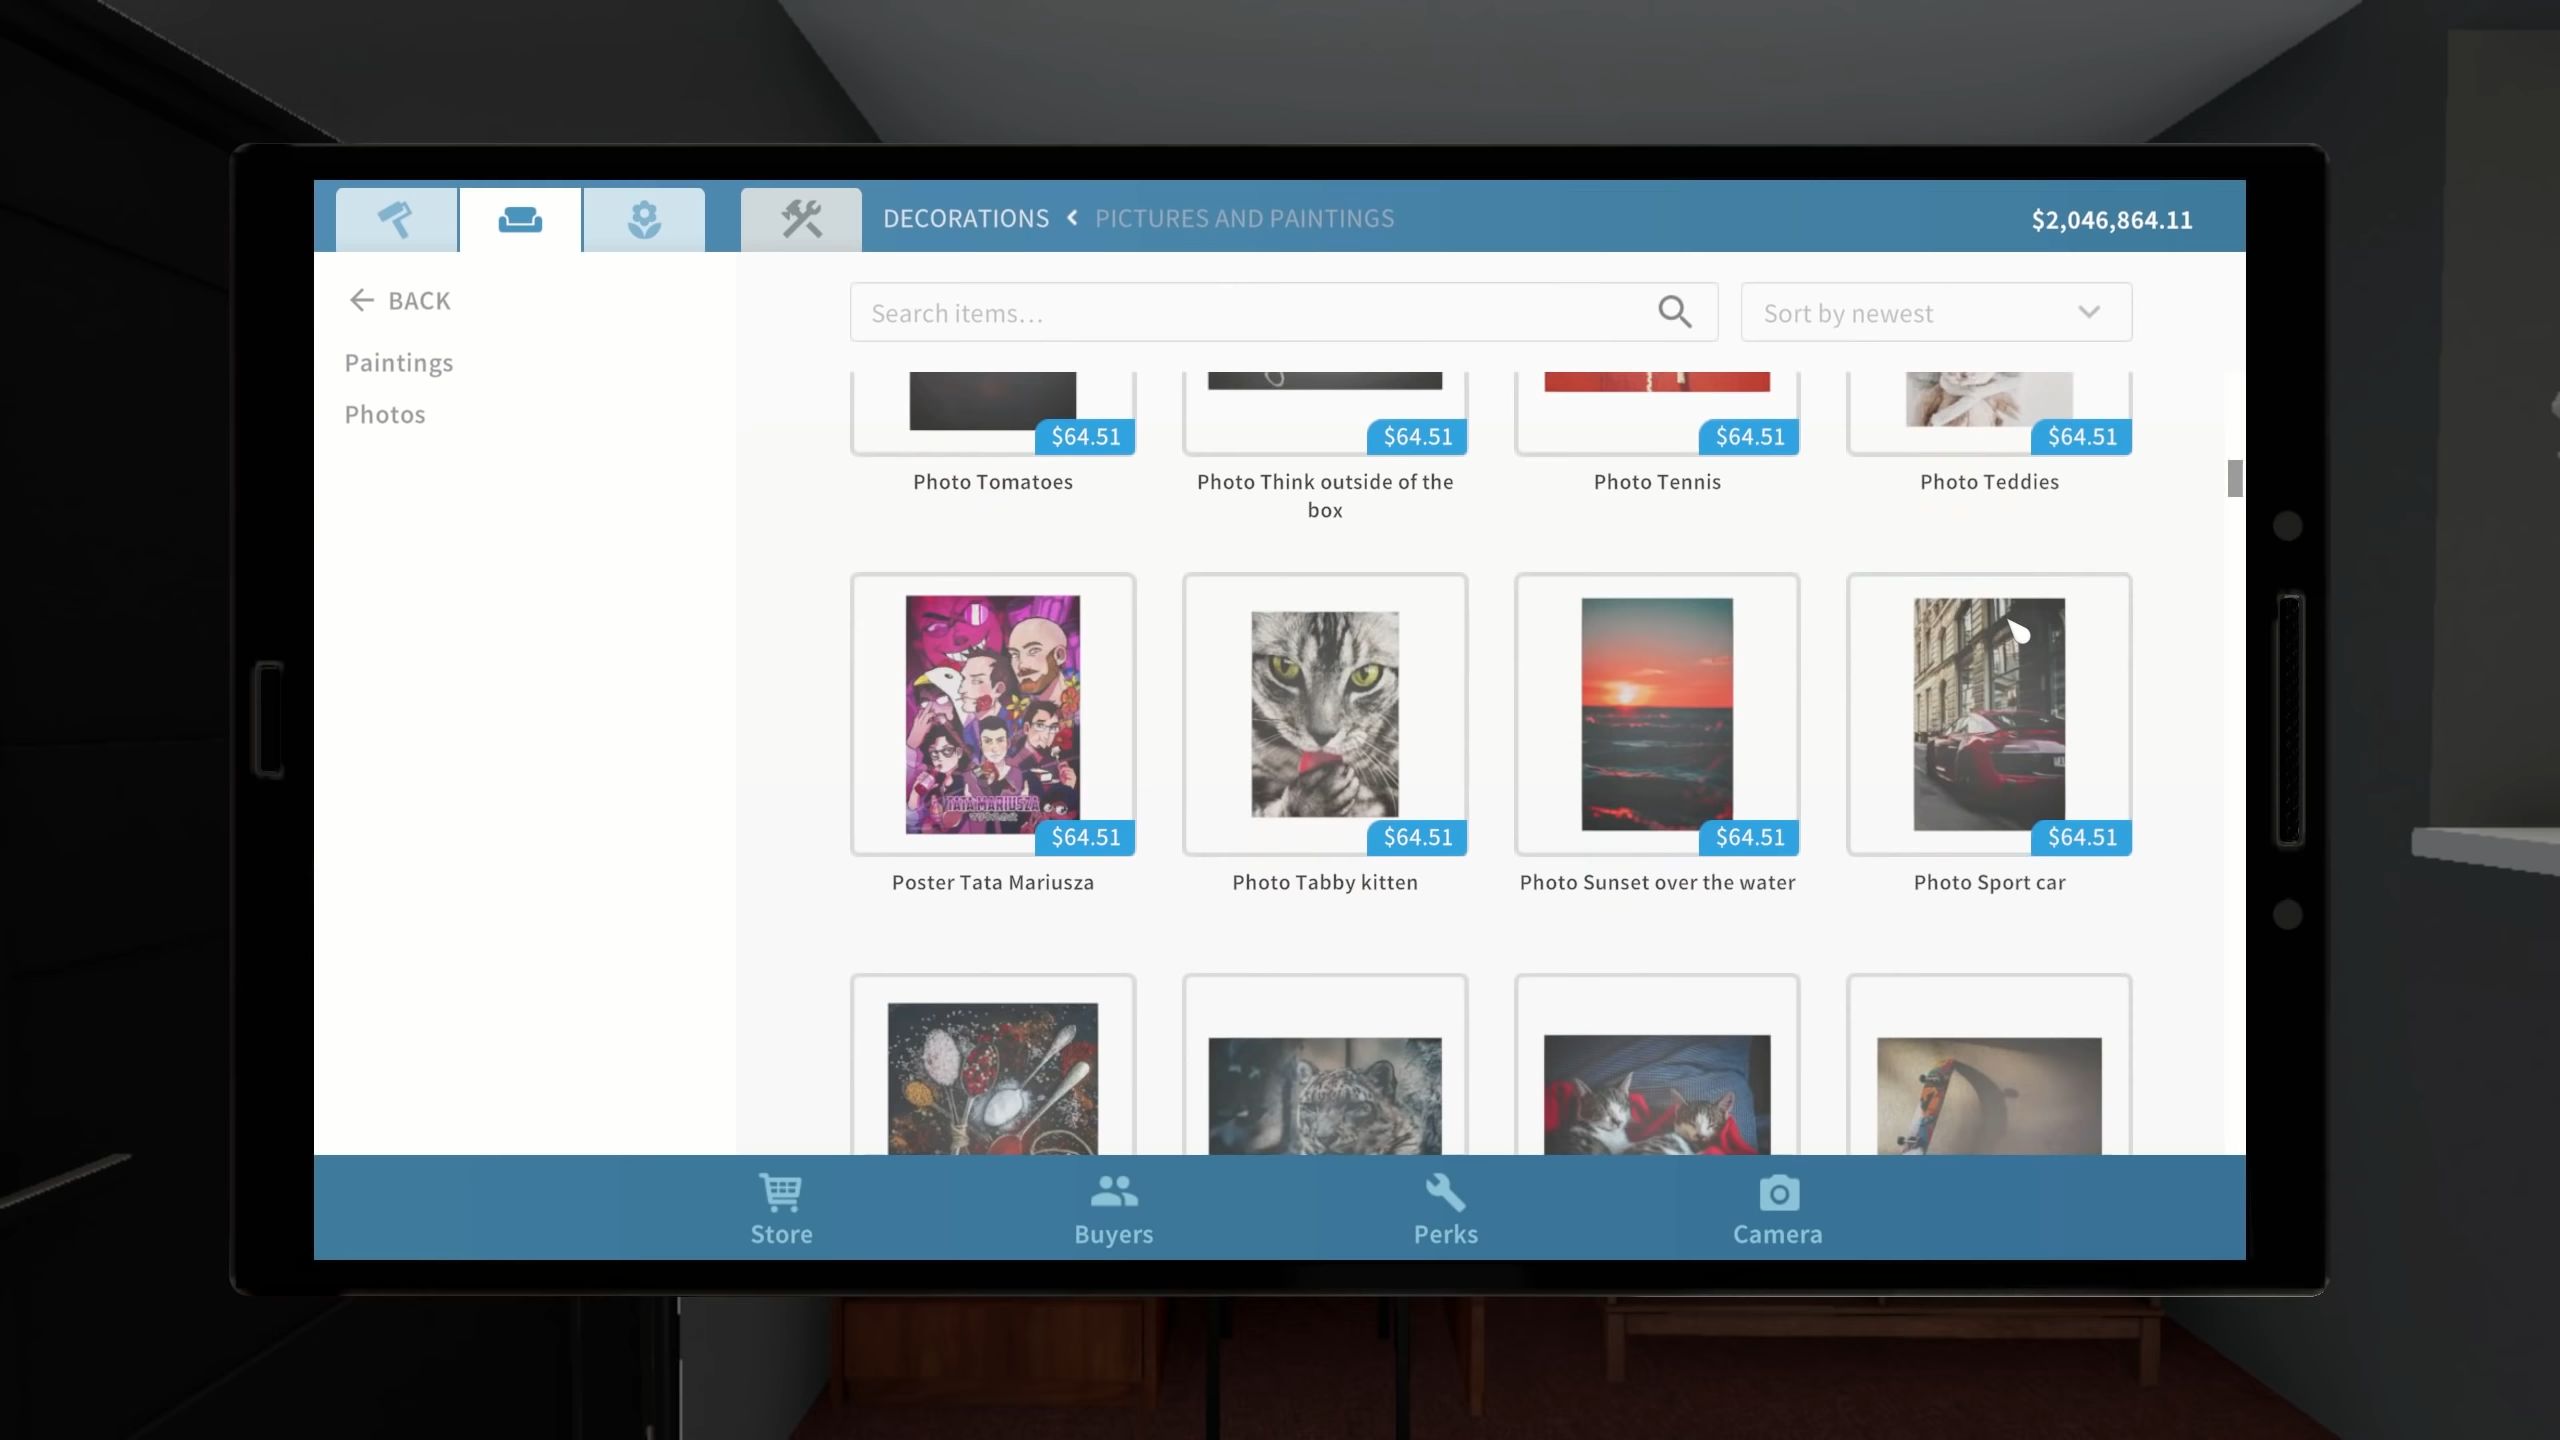 DECORATIONS
PICTURES AND PAINTINGS
$2,046,864.11
BACK
Paintings
Photos
Search items...
Sort by newest
$64.51
$64.51
$64.51
$64.51
Photo Tomatoes
Photo Think outside of the
box
Photo Tennis
Photo Teddies
TATA MARIUSZA
$64.51
$64.51
$64.51
$64.51
Poster Tata Mariusza
Photo Tabby kitten
Photo Sunset over the water
Photo Sport car
Store
Buyers
Perks
Camera